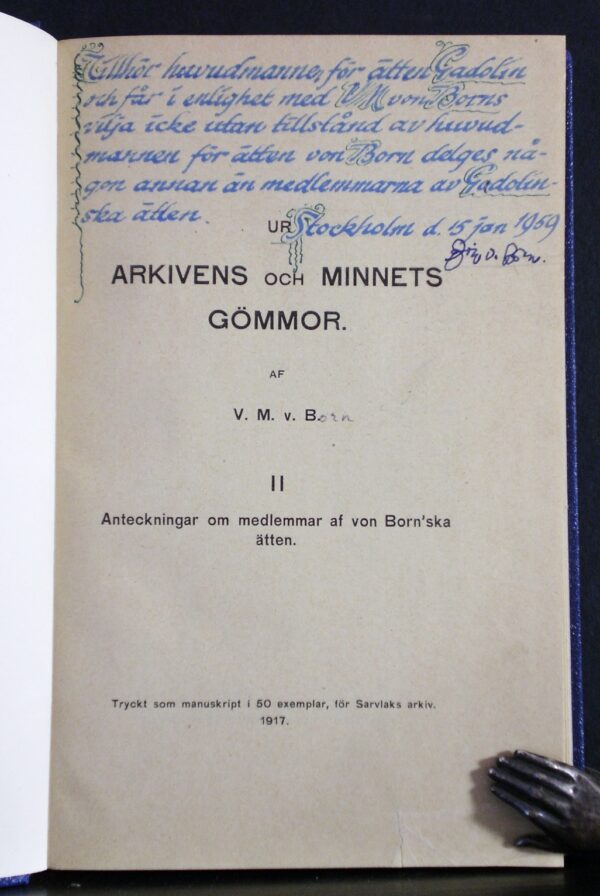 Tillhör huvudmannen för ätten Gadolin
och får i enlighet med VM von Borns
vilja icke utan tillstånd av huvud-
mannen för ätten von Born delges nå-
gon annan än medlemmarna av Gadolin-
ska ätten.
Stockholm d. 15 jan 1959
UR
ARKIVENS OCH MINNETS
GÖMMOR.
AF
V. M. v. Born
II
Anteckningar om medlemmar af von Born'ska
ätten.
Tryckt som manuskript i 50 exemplar, för Sarvlaks arkiv.
1917.